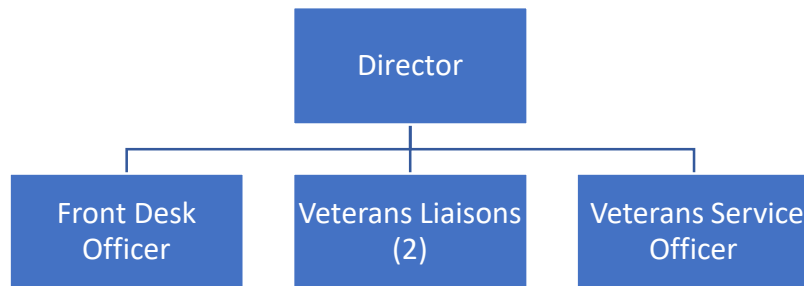 Director
Front Desk
Officer
Veterans Liaisons
(2)
Veterans Service
Officer